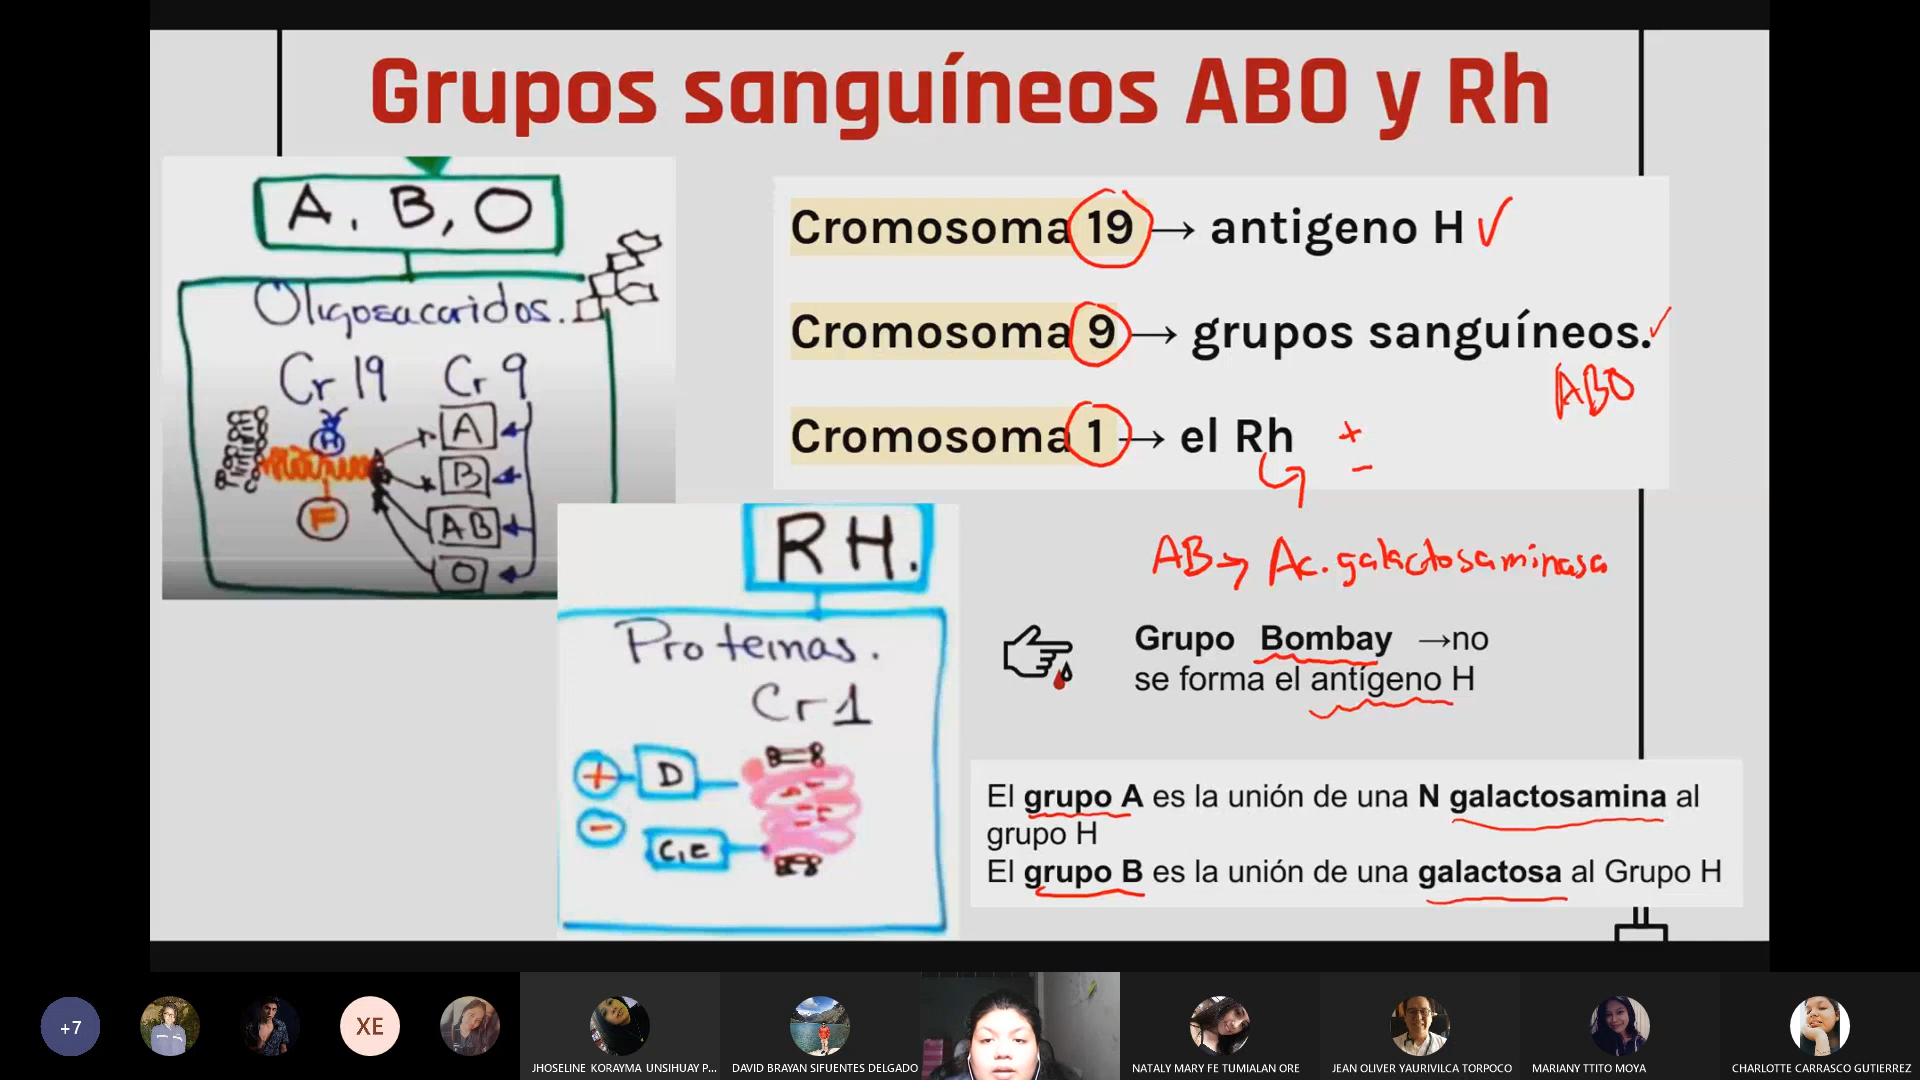 Grupos sanguíneos ABO y Rh
A, B, O
Oligosacaridos.
Cr 19 Cr 9
H
A
B
AB
O
F
Cromosoma 19 → antigeno H ✓
Cromosoma 9 → grupos sanguíneos. ✓
ABO
Cromosoma 1 → el Rh + -
AB → Ac. galactosaminasa
RH.
Proteinas.
Cr 1
+ D
- C,E
Grupo Bombay →no
se forma el antígeno H
El grupo A es la unión de una N galactosamina al
grupo H
El grupo B es la unión de una galactosa al Grupo H
+7
XE
JHOSELINE KORAYMA UNSIHUAY P...
DAVID BRAYAN SIFUENTES DELGADO
NATALY MARY FE TUMIALAN ORE
JEAN OLIVER YAURIVILCA TORPOCO
MARIANY TTITO MOYA
CHARLOTTE CARRASCO GUTIERREZ